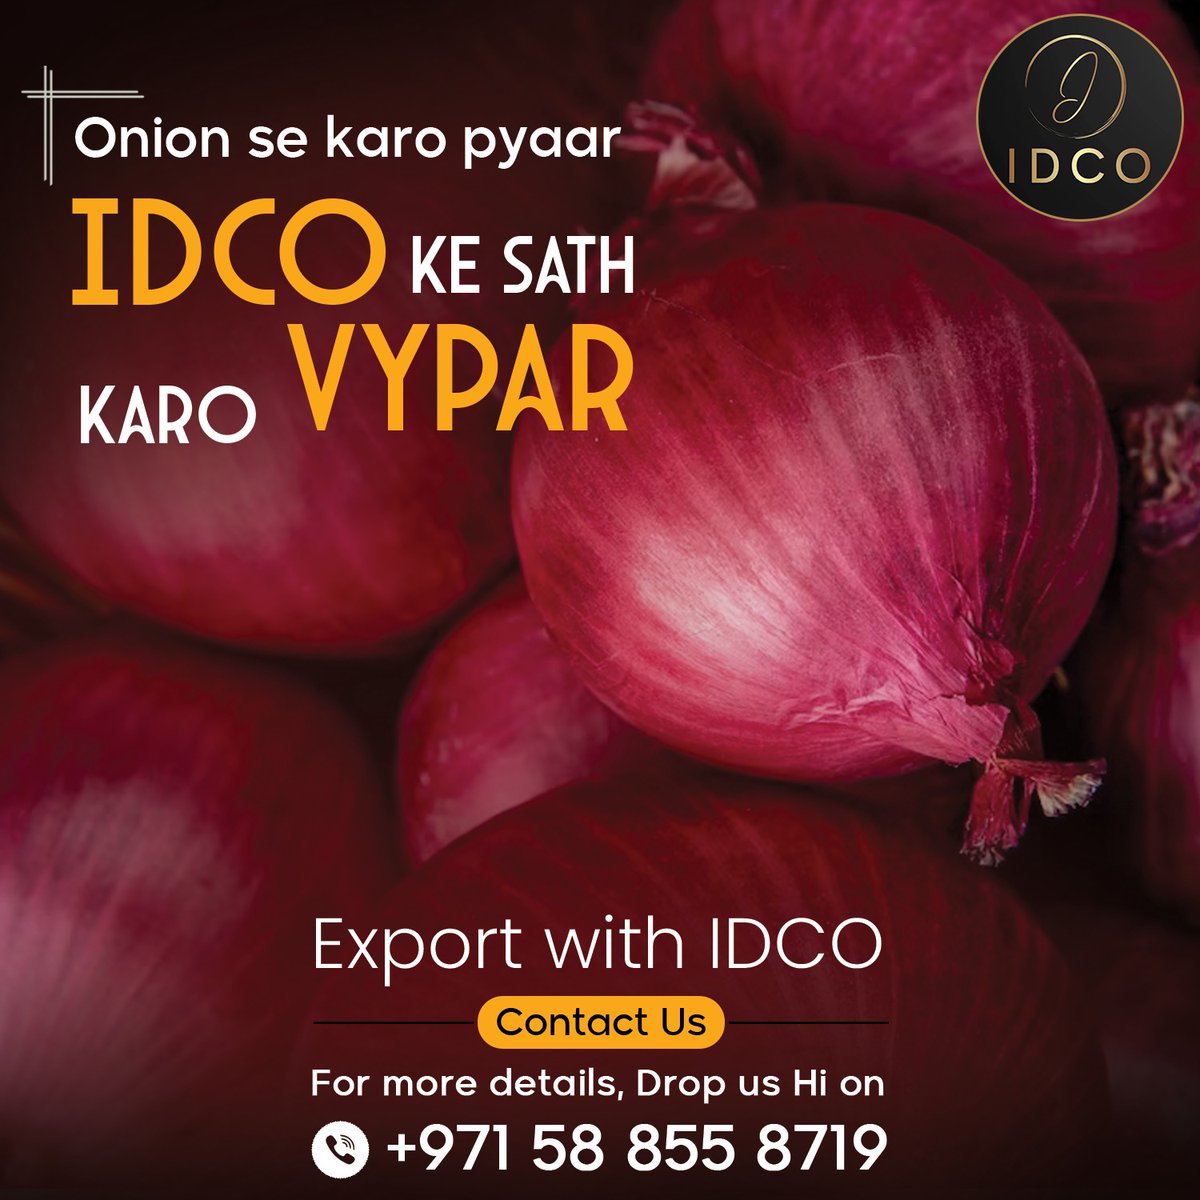 Onion se karo pyaar
IDCO KE SATH
KARO VYPAR
IDCO
Export with IDCO
Contact Us
For more details, Drop us Hi on
+971 58 855 8719